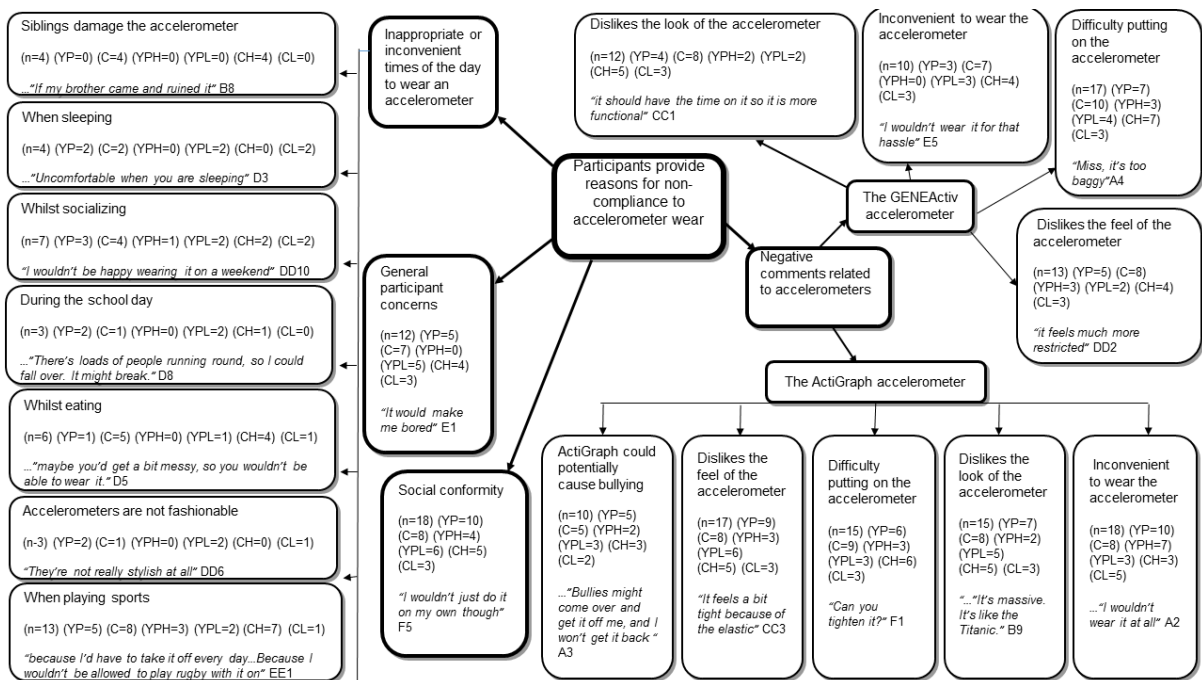 Siblings damage the accelerometer
(n=4) (YP=0) (C=4) (YPH=0) (YPL=0) (CH=4) (CL=0)
..."If my brother came and ruined it" B8
When sleeping
(n=4) (YP=2) (C=2) (YPH=0) (YPL=2) (CH=0) (CL=2)
..."Uncomfortable when you are sleeping" D3
Whilst socializing
(n=7) (YP=3) (C=4) (YPH=1) (YPL=2) (CH=2) (CL=2)
"I wouldn't be happy wearing it on a weekend" DD10
During the school day
(n=3) (YP=2) (C=1) (YPH=0) (YPL=2) (CH=1) (CL=0)
..."There's loads of people running round, so I could
fall over. It might break." D8
Whilst eating
(n=6) (YP=1) (C=5) (YPH=0) (YPL=1) (CH=4) (CL=1)
..."maybe you'd get a bit messy, so you wouldn't be
able to wear it." D5
Accelerometers are not fashionable
(n-3) (YP=2) (C=1) (YPH=0) (YPL=2) (CH=0) (CL=1)
"They're not really stylish at all" DD6
When playing sports
(n=13) (YP=5) (C=8) (YPH=3) (YPL=2) (CH=7) (CL=1)
"because I'd have to take it off every day...Because I
wouldn't be allowed to play rugby with it on" EE1
Inappropriate or
inconvenient
times of the day
to wear an
accelerometer
Participants provide
reasons for non-
compliance to
accelerometer wear
General
participant
concerns
(n=12) (YP=5)
(C=7) (YPH=0)
(YPL=5) (CH=4)
(CL=3)
"It would make
me bored" E1
Social conformity
(n=18) (YP=10)
(C=8) (YPH=4)
(YPL=6) (CH=5)
(CL=3)
"I wouldn't just do it
on my own though"
F5
Negative
comments related
to accelerometers
The GENEActiv
accelerometer
Dislikes the look of the accelerometer
(n=12) (YP=4) (C=8) (YPH=2) (YPL=2)
(CH=5) (CL=3)
"it should have the time on it so it is more
functional" CC1
Inconvenient to wear the
accelerometer
(n=10) (YP=3) (C=7)
(YPH=0) (YPL=3) (CH=4)
(CL=3)
"I wouldn't wear it for that
hassle" E5
Difficulty putting
on the
accelerometer
(n=17) (YP=7)
(C=10) (YPH=3)
(YPL=4) (CH=7)
(CL=3)
"Miss, it's too
baggy"A4
Dislikes the feel of the
accelerometer
(n=13) (YP=5) (C=8)
(YPH=3) (YPL=2) (CH=4)
(CL=3)
"it feels much more
restricted" DD2
The ActiGraph accelerometer
ActiGraph could
potentially
cause bullying
(n=10) (YP=5)
(C=5) (YPH=2)
(YPL=3) (CH=3)
(CL=2)
..."Bullies might
come over and
get it off me, and I
won't get it back "
A3
Dislikes the
feel of the
accelerometer
(n=17) (YP=9)
(C=8) (YPH=3)
(YPL=6)
(CH=5) (CL=3)
"It feels a bit
tight because of
the elastic" CC3
Difficulty
putting on the
accelerometer
(n=15) (YP=6)
(C=9) (YPH=3)
(YPL=3) (CH=6)
(CL=3)
"Can you
tighten it?" F1
Dislikes the
look of the
accelerometer
(n=15) (YP=7)
(C=8) (YPH=2)
(YPL=5)
(CH=5) (CL=3)
"..."It's massive.
It's like the
Titanic." B9
Inconvenient
to wear the
accelerometer
(n=18) (YP=10)
(C=8) (YPH=7)
(YPL=3) (CH=3)
(CL=5)
..."I wouldn't
wear it at all" A2